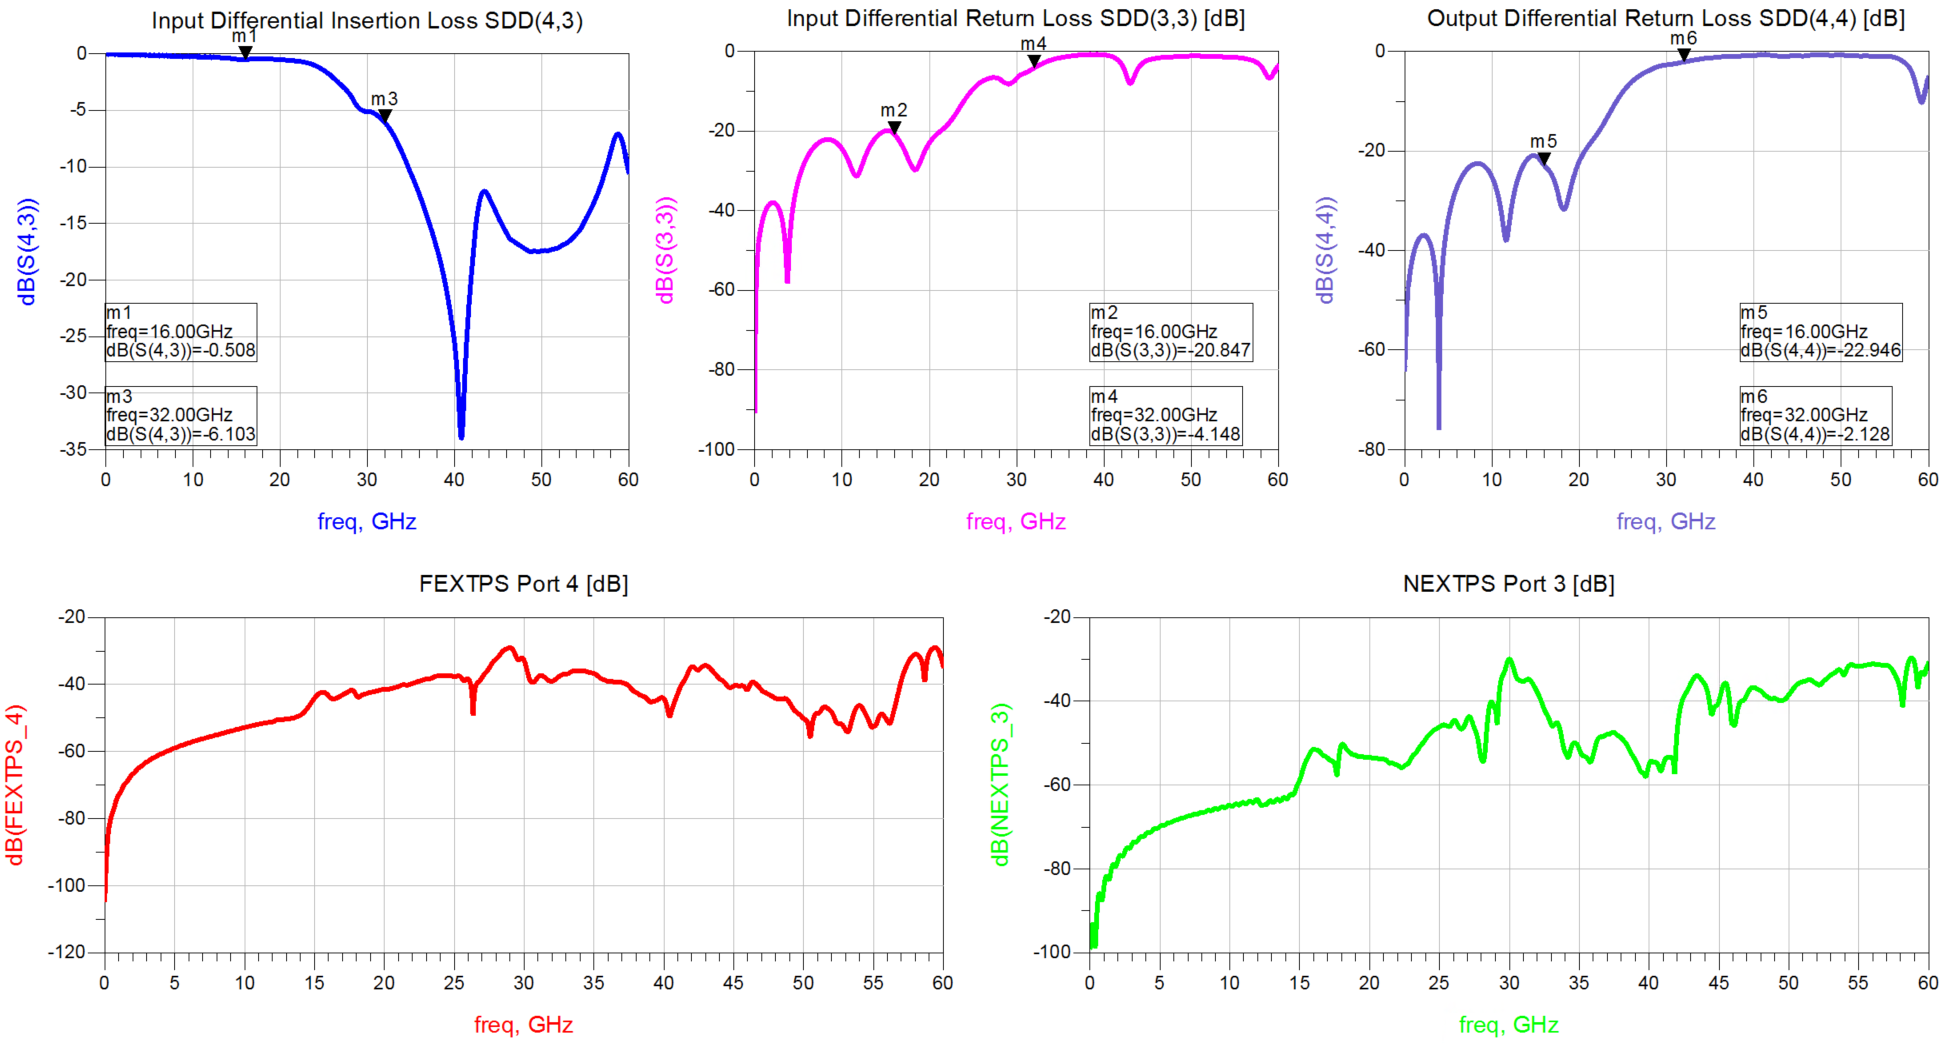 Input Differential Insertion Loss SDD(4,3)
m1
m3
0
-5
-10
-15
-20
-25
-30
-35
dB(S(4,3))
m1
freq=16.00GHz
dB(S(4,3))=-0.508
m3
freq=32.00GHz
dB(S(4,3))=-6.103
0 10 20 30 40 50 60
freq, GHz
Input Differential Return Loss SDD(3,3) [dB]
m4
m2
0
-20
-40
-60
-80
-100
dB(S(3,3))
m2
freq=16.00GHz
dB(S(3,3))=-20.847
m4
freq=32.00GHz
dB(S(3,3))=-4.148
0 10 20 30 40 50 60
freq, GHz
Output Differential Return Loss SDD(4,4) [dB]
m6
m5
0
-20
-40
-60
-80
dB(S(4,4))
m5
freq=16.00GHz
dB(S(4,4))=-22.946
m6
freq=32.00GHz
dB(S(4,4))=-2.128
0 10 20 30 40 50 60
freq, GHz
FEXTPS Port 4 [dB]
-20
-40
-60
-80
-100
-120
dB(FEXTPS_4)
0 5 10 15 20 25 30 35 40 45 50 55 60
freq, GHz
NEXTPS Port 3 [dB]
-20
-40
-60
-80
-100
dB(NEXTPS_3)
0 5 10 15 20 25 30 35 40 45 50 55 60
freq, GHz